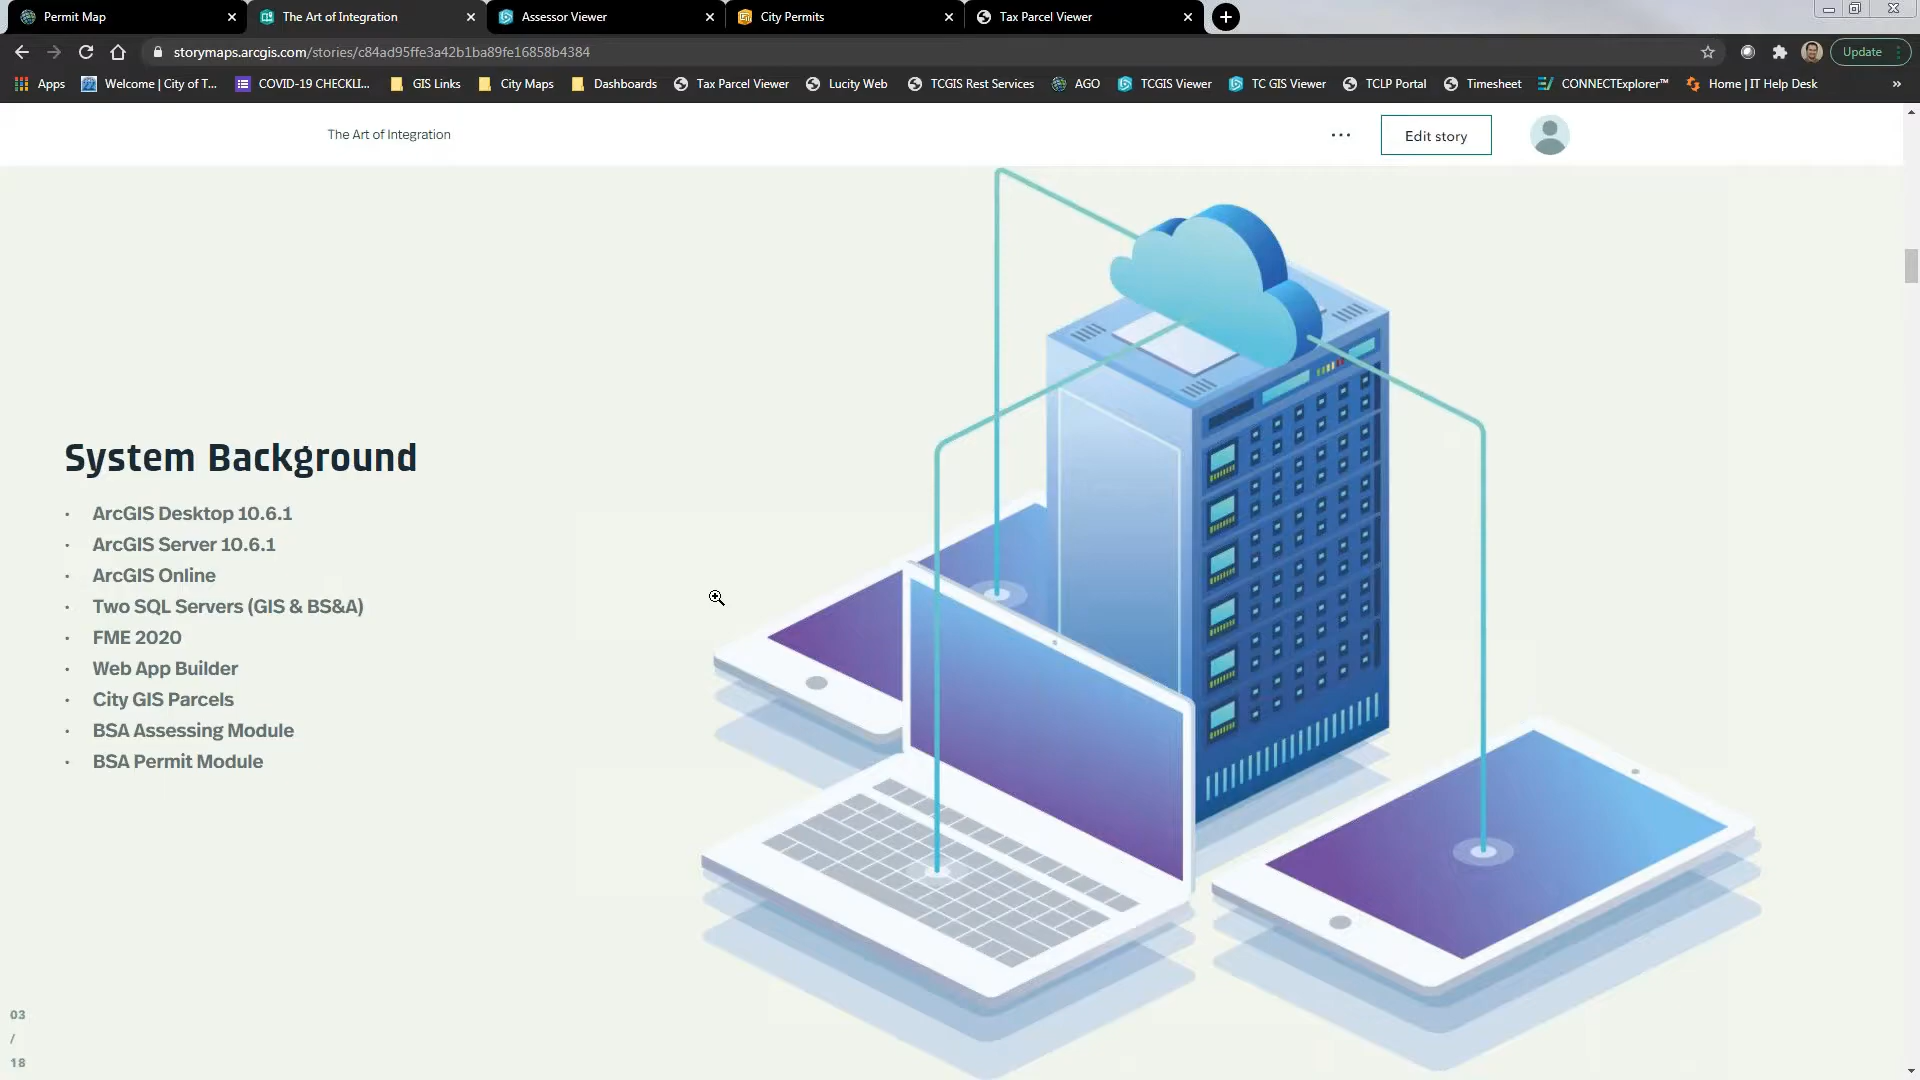 Permit Map
The Art of Integration
Assessor Viewer
City Permits
Tax Parcel Viewer
storymaps.arcgis.com/stories/c84ad95ffe3a42b1ba89fe16858b4384
Update
Apps
Welcome | City of T...
COVID-19 CHECKLI...
GIS Links
City Maps
Dashboards
Tax Parcel Viewer
Lucity Web
TCGIS Rest Services
AGO
TCGIS Viewer
TC GIS Viewer
TCLP Portal
Timesheet
CONNECTExplorer™
Home | IT Help Desk
»
The Art of Integration
Edit story
System Background
· ArcGIS Desktop 10.6.1
· ArcGIS Server 10.6.1
· ArcGIS Online
· Two SQL Servers (GIS & BS&A)
· FME 2020
· Web App Builder
· City GIS Parcels
· BSA Assessing Module
· BSA Permit Module
03
/
18